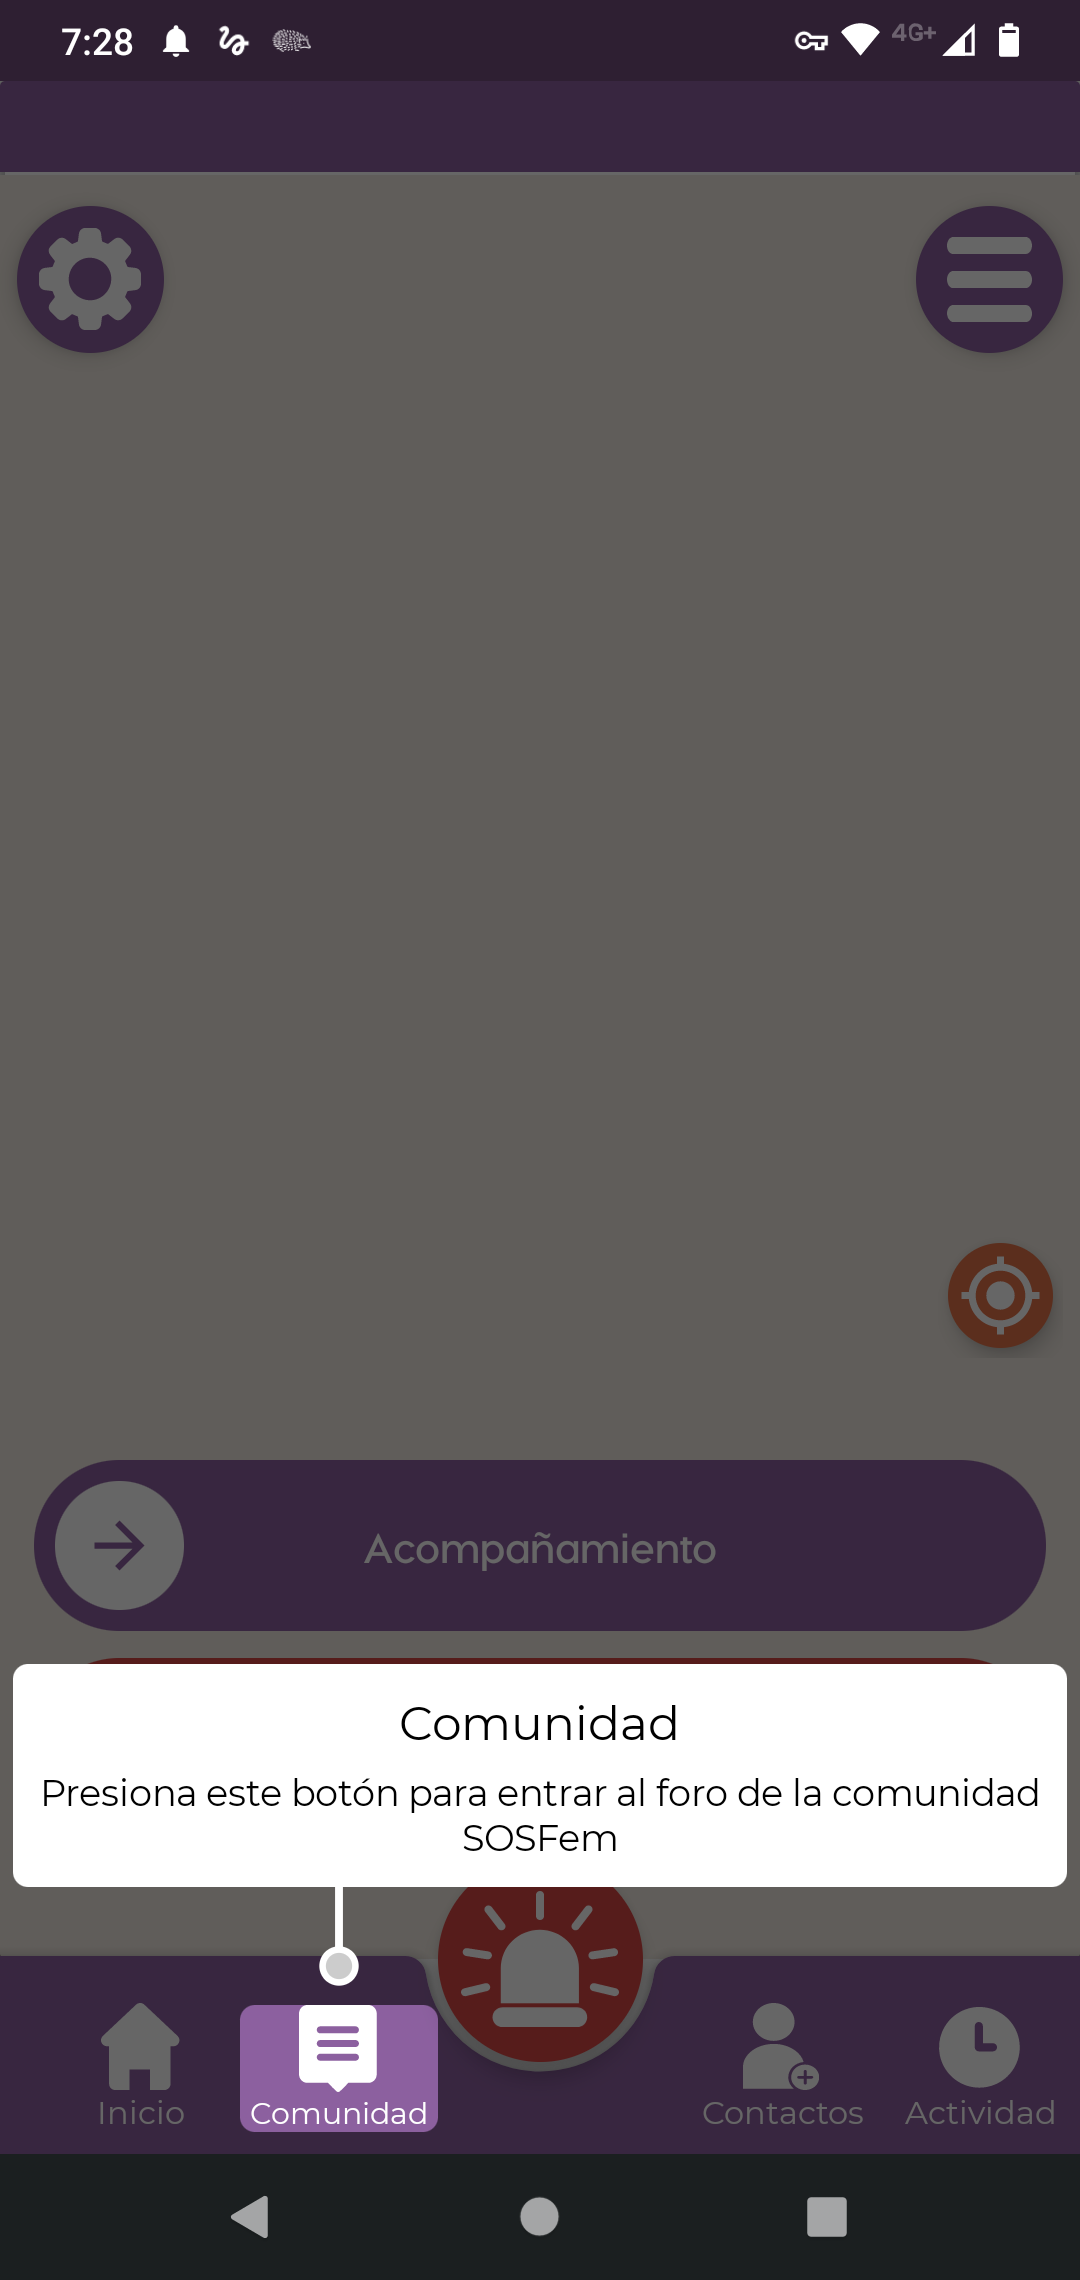 7:28
4G+
Acompañamiento
Comunidad
Presiona este botón para entrar al foro de la comunidad
SOSFem
Inicio
Comunidad
Contactos
Actividad